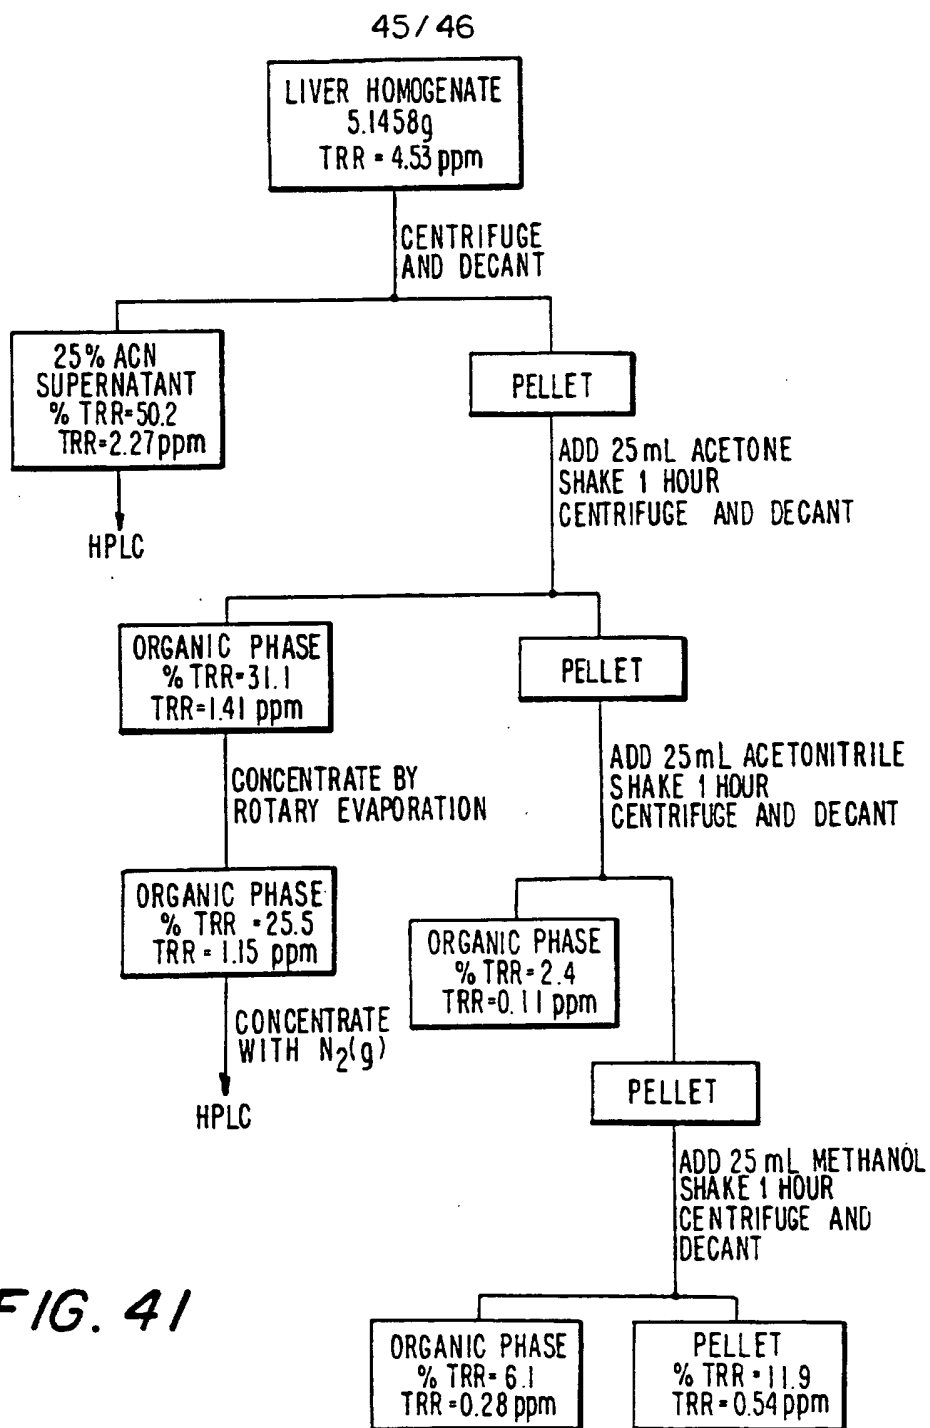 45/46
LIVER HOMOGENATE
5.1458g
TRR = 4.53 ppm
CENTRIFUGE
AND DECANT
25% ACN
SUPERNATANT
% TRR=50.2
TRR=2.27ppm
HPLC
PELLET
ADD 25mL ACETONE
SHAKE 1 HOUR
CENTRIFUGE AND DECANT
ORGANIC PHASE
% TRR=31.1
TRR=1.41 ppm
CONCENTRATE BY
ROTARY EVAPORATION
ORGANIC PHASE
% TRR =25.5
TRR= 1.15 ppm
CONCENTRATE
WITH N2(g)
HPLC
PELLET
ADD 25mL ACETONITRILE
SHAKE 1 HOUR
CENTRIFUGE AND DECANT
ORGANIC PHASE
% TRR=2.4
TRR=0.11 ppm
PELLET
ADD 25 mL METHANOL
SHAKE 1 HOUR
CENTRIFUGE AND
DECANT
ORGANIC PHASE
% TRR= 6.1
TRR=0.28 ppm
PELLET
% TRR = 11.9
TRR=0.54ppm
FIG. 41